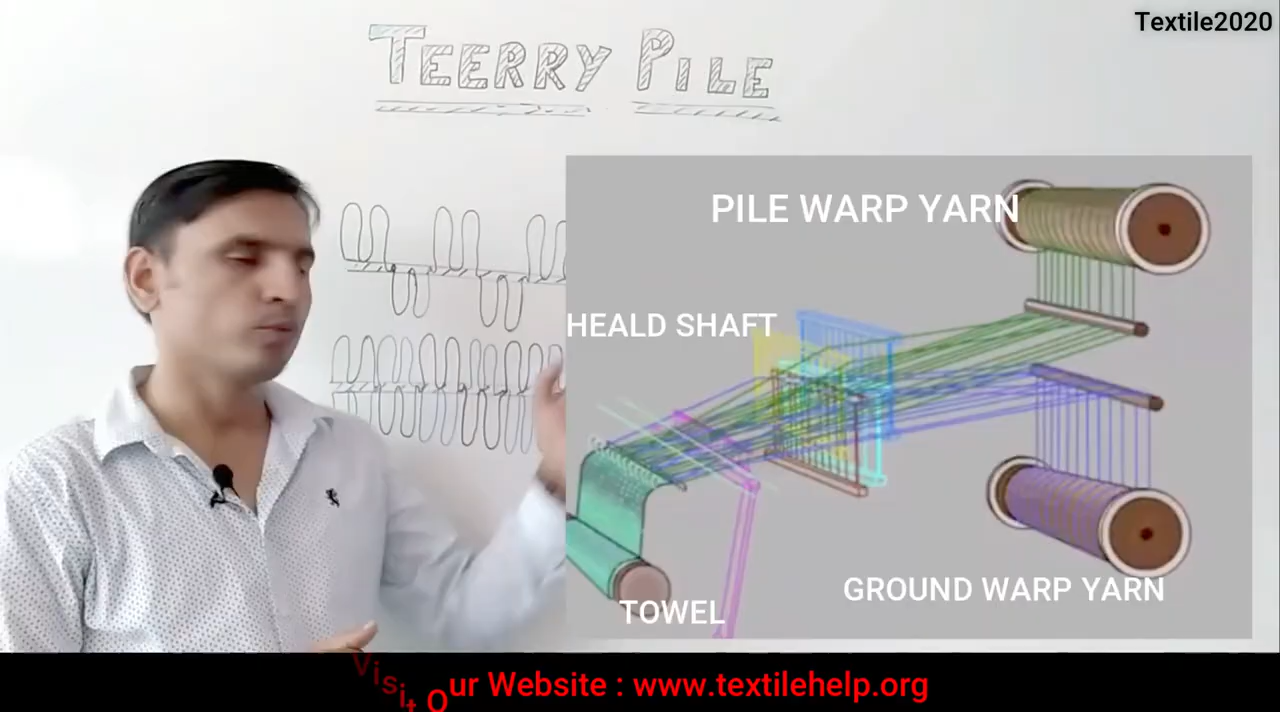 Textile2020
TEERRY PILE
PILE WARP YARN
HEALD SHAFT
GROUND WARP YARN
TOWEL
Visit Our Website : www.textilehelp.org